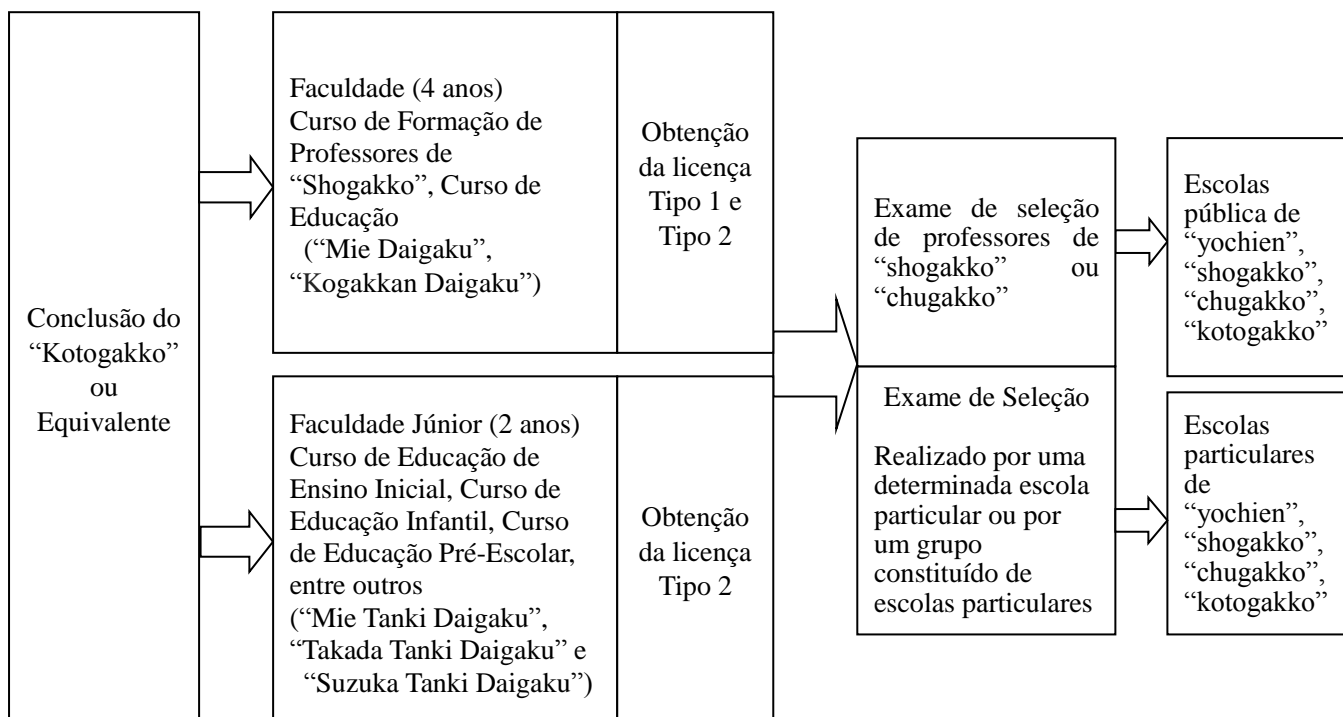 Conclusão do
“Kotogakko”
ou
Equivalente
Faculdade (4 anos)
Curso de Formação de
Professores de
“Shogakko”, Curso de
Educação
(“Mie Daigaku”,
“Kogakkan Daigaku”)
Obtenção
da licença
Tipo 1 e
Tipo 2
Faculdade Júnior (2 anos)
Curso de Educação de
Ensino Inicial, Curso de
Educação Infantil, Curso
de Educação Pré-Escolar,
entre outros
(“Mie Tanki Daigaku”,
“Takada Tanki Daigaku” e
“Suzuka Tanki Daigaku”)
Obtenção
da licença
Tipo 2
Exame de seleção
de professores de
“shogakko” ou
“chugakko”
Exame de Seleção
Realizado por uma
determinada escola
particular ou por
um grupo
constituído de
escolas particulares
Escolas
pública de
“yochien”,
“shogakko”,
“chugakko”,
“kotogakko”
Escolas
particulares
de
“yochien”,
“shogakko”,
“chugakko”,
“kotogakko”